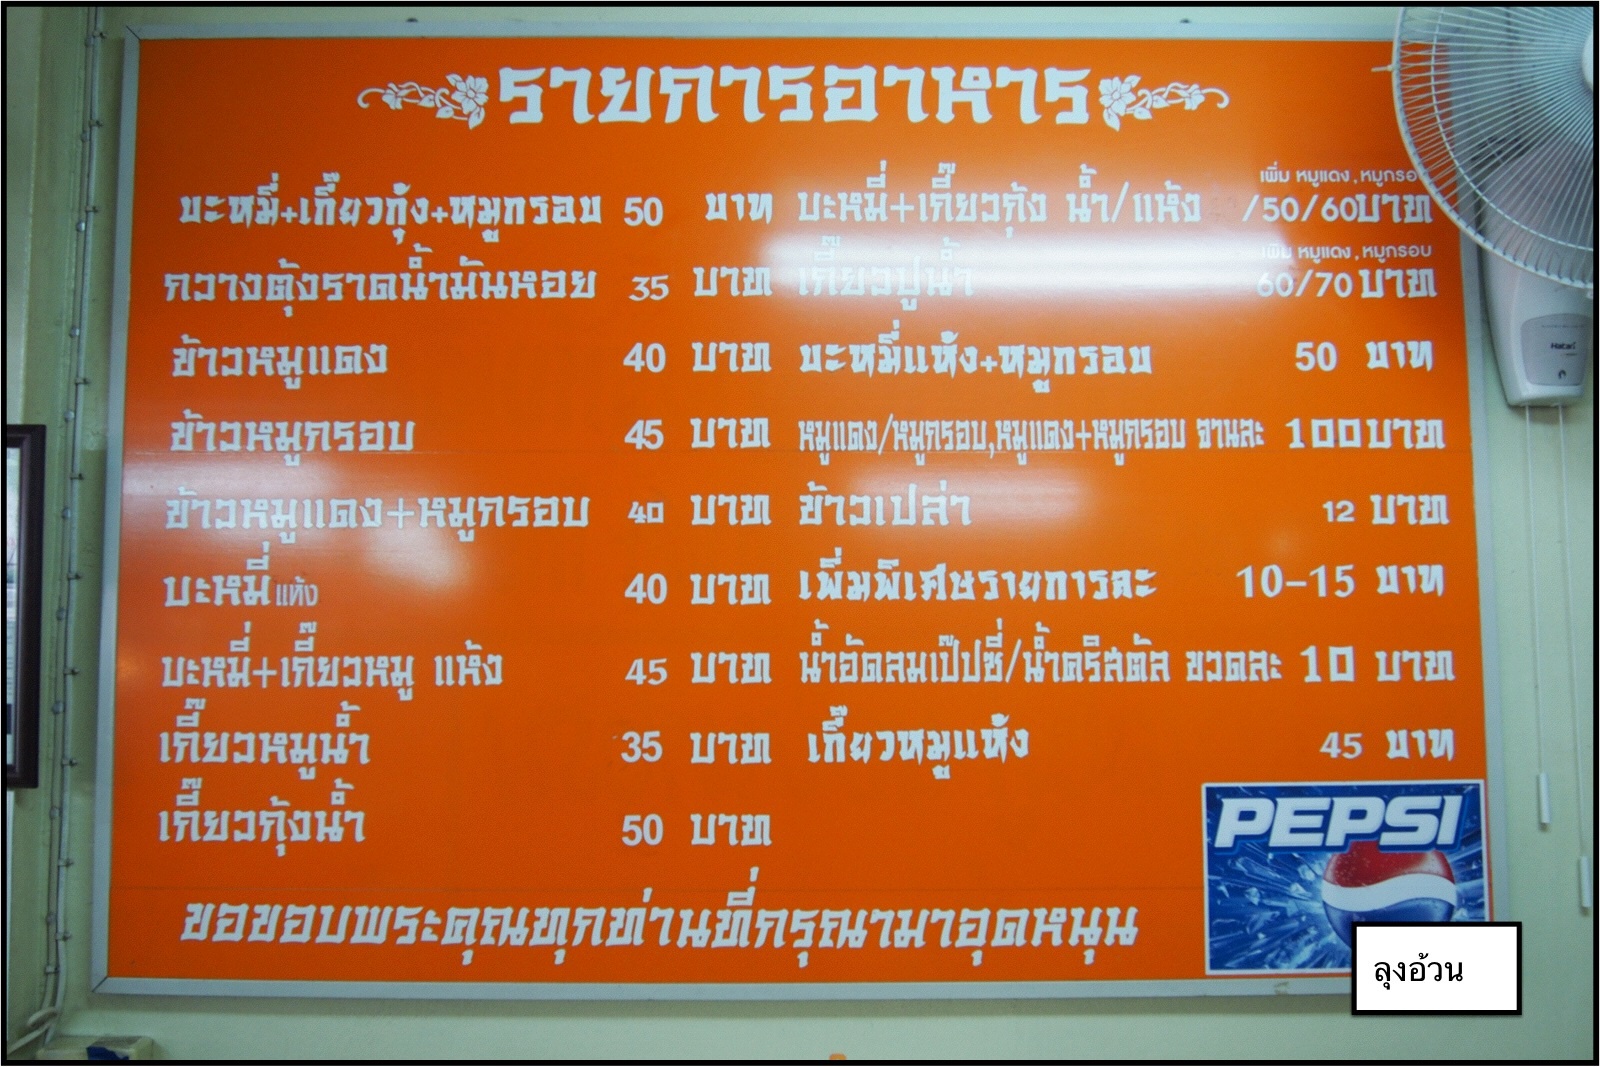 รายการอาหาร
บะหมี่+เกี๊ยวกุ้ง+หมูกรอบ 50 บาท
กวางตุ้งราดน้ำมันหอย 35 บาท
ข้าวหมูแดง 40 บาท
ข้าวหมูกรอบ 45 บาท
ข้าวหมูแดง+หมูกรอบ 40 บาท
บะหมี่แห้ง 40 บาท
บะหมี่+เกี๊ยวหมู แห้ง 45 บาท
เกี๊ยวหมูน้ำ 35 บาท
เกี๊ยวกุ้งน้ำ 50 บาท
เพิ่ม หมูแดง,หมูกรอบ
บะหมี่+เกี๊ยวกุ้ง น้ำ/แห้ง /50/60บาท
เพิ่ม หมูแดง,หมูกรอบ
เกี๊ยวปูน้ำ 60/70 บาท
บะหมี่แห้ง+หมูกรอบ 50 บาท
หมูแดง/หมูกรอบ,หมูแดง+หมูกรอบ จานละ 100 บาท
ข้าวเปล่า 12 บาท
เพิ่มพิเศษรายการละ 10-15 บาท
น้ำอัดลมเป๊ปซี่/น้ำคริสตัล ขวดละ 10 บาท
เกี๊ยวหมูแห้ง 45 บาท
ขอขอบพระคุณทุกท่านที่กรุณามาอุดหนุน
PEPSI
ลุงอ้วน
Hatari